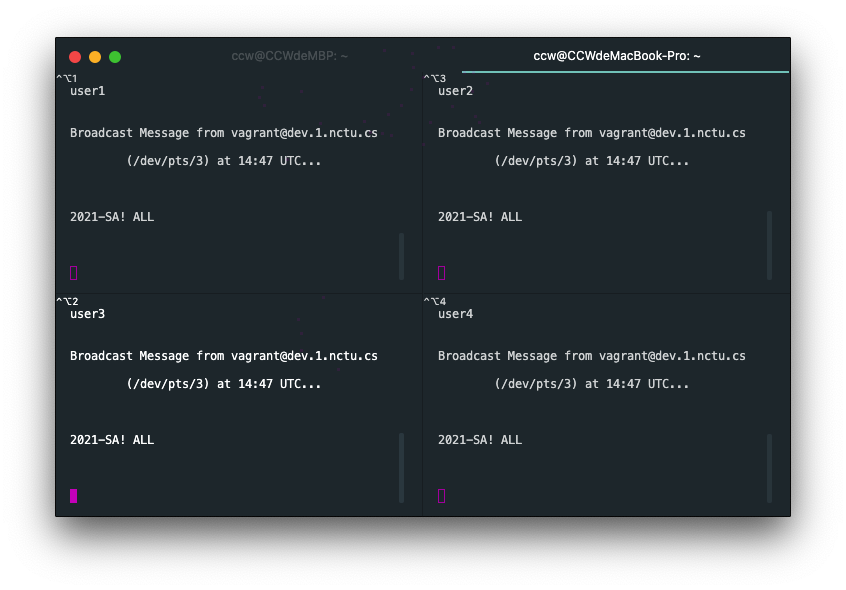 ccw@CCWdeMBP: ~
ccw@CCWdeMacBook-Pro: ~
^⌥1
user1
Broadcast Message from vagrant@dev.1.nctu.cs
(/dev/pts/3) at 14:47 UTC...
2021-SA! ALL
^⌥3
user2
Broadcast Message from vagrant@dev.1.nctu.cs
(/dev/pts/3) at 14:47 UTC...
2021-SA! ALL
^⌥2
user3
Broadcast Message from vagrant@dev.1.nctu.cs
(/dev/pts/3) at 14:47 UTC...
2021-SA! ALL
^⌥4
user4
Broadcast Message from vagrant@dev.1.nctu.cs
(/dev/pts/3) at 14:47 UTC...
2021-SA! ALL